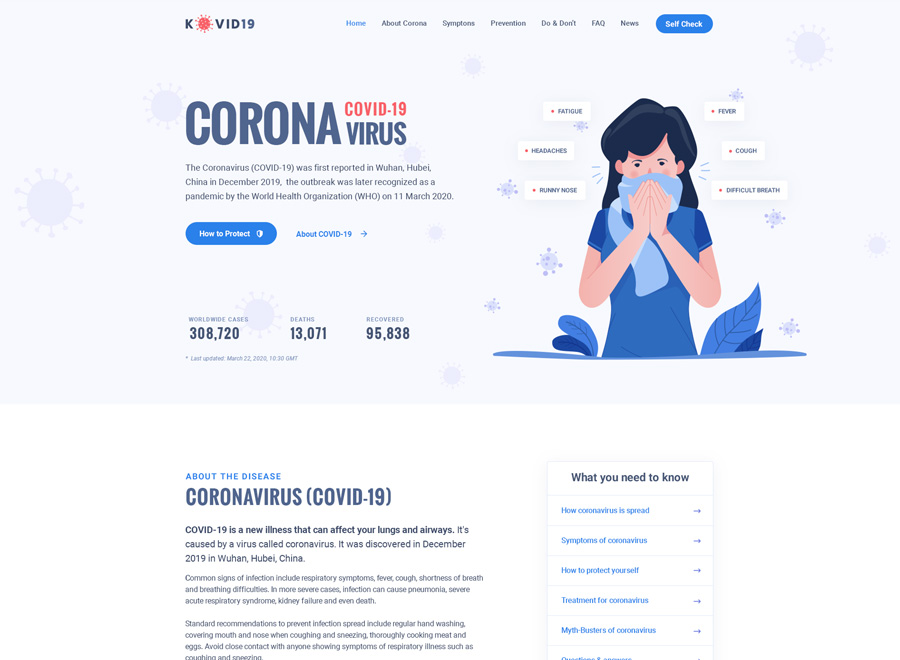 KOVID19
Home About Corona Symptoms Prevention Do & Don't FAQ News Self Check
CORONA VIRUS
COVID-19
The Coronavirus (COVID-19) was first reported in Wuhan, Hubei,
China in December 2019, the outbreak was later recognized as a
pandemic by the World Health Organization (WHO) on 11 March 2020.
How to Protect About COVID-19
FATIGUE
FEVER
HEADACHES
COUGH
RUNNY NOSE
DIFFICULT BREATH
WORLDWIDE CASES DEATHS RECOVERED
308,720 13,071 95,838
* Last updated: March 22, 2020, 10:30 GMT
ABOUT THE DISEASE
CORONAVIRUS (COVID-19)
COVID-19 is a new illness that can affect your lungs and airways. It's
caused by a virus called coronavirus. It was discovered in December
2019 in Wuhan, Hubei, China.
Common signs of infection include respiratory symptoms, fever, cough, shortness of breath
and breathing difficulties. In more severe cases, infection can cause pneumonia, severe
acute respiratory syndrome, kidney failure and even death.
Standard recommendations to prevent infection spread include regular hand washing,
covering mouth and nose when coughing and sneezing, thoroughly cooking meat and
eggs. Avoid close contact with anyone showing symptoms of respiratory illness such as
coughing and sneezing.
What you need to know
How coronavirus is spread
Symptoms of coronavirus
How to protect yourself
Treatment for coronavirus
Myth-Busters of coronavirus
Questions & answers